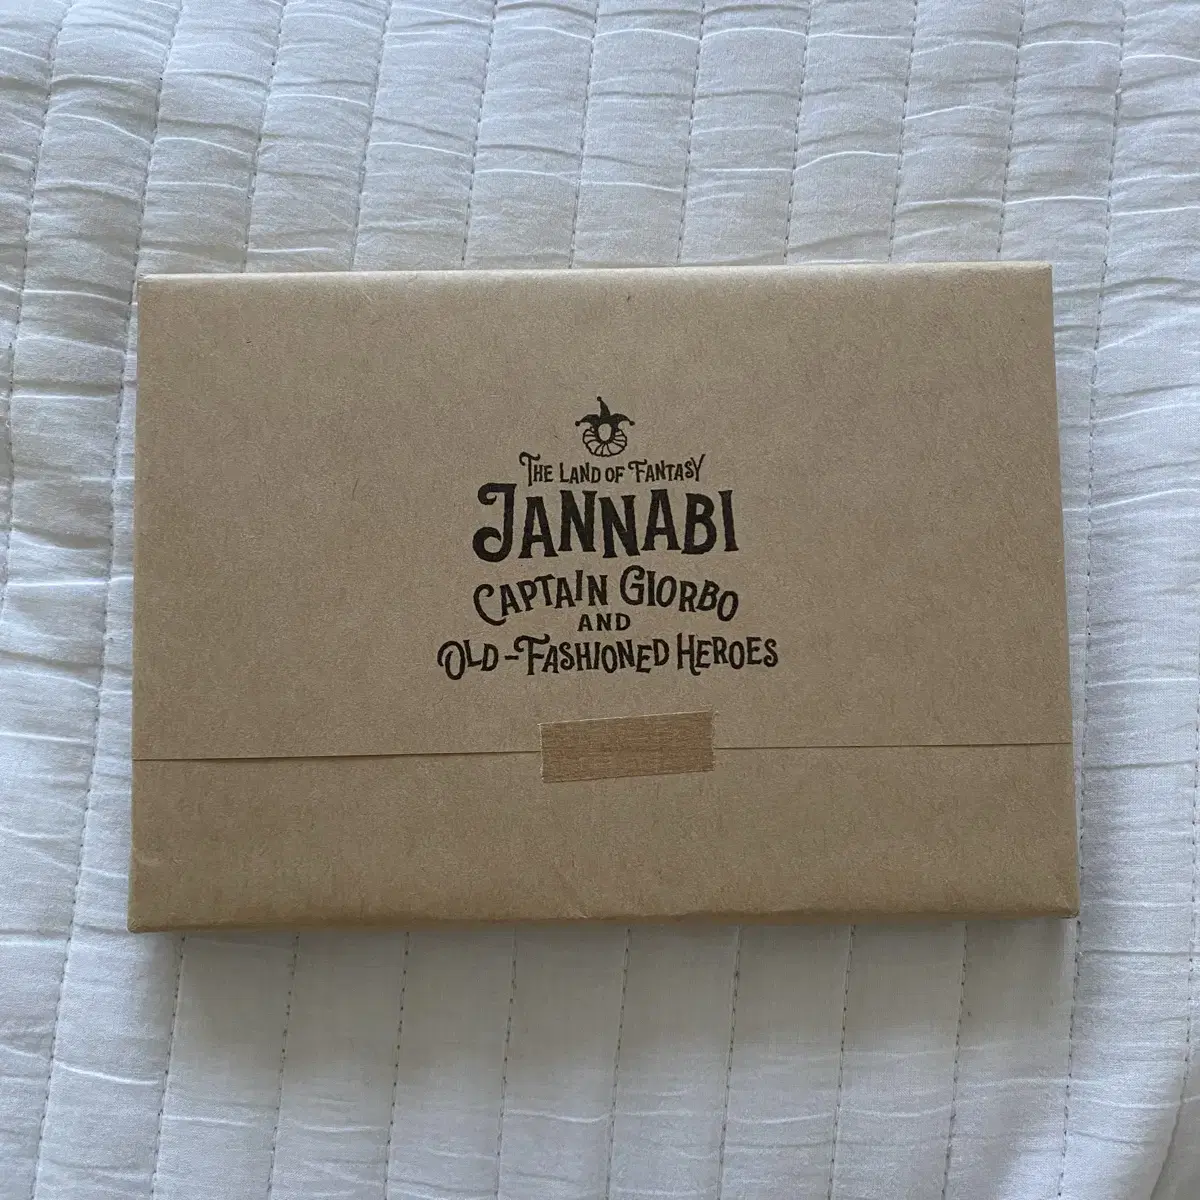 THE LAND OF FANTASY
JANNABI
CAPTAIN GIORBO
AND
OLD-FASHIONED HEROES